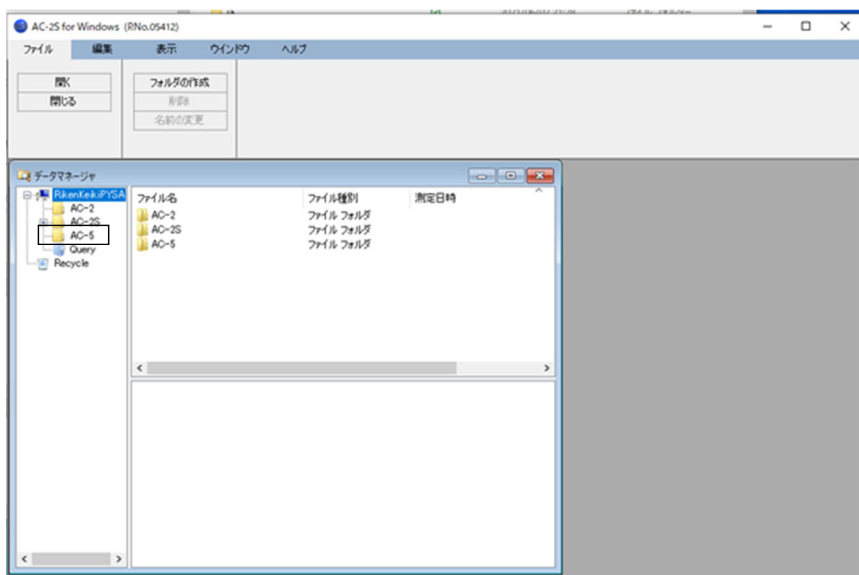 AC-2S for Windows (RNo.05412)
ファイル 編集 表示 ウインドウ ヘルプ
開く フォルダの作成
閉じる 削除
名前の変更
データマネージャ
RikenKeikiPYSA
AC-2
AC-2S
AC-5
Query
Recycle
ファイル名 ファイル種別 測定日時
AC-2 ファイル フォルダ
AC-2S ファイル フォルダ
AC-5 ファイル フォルダ